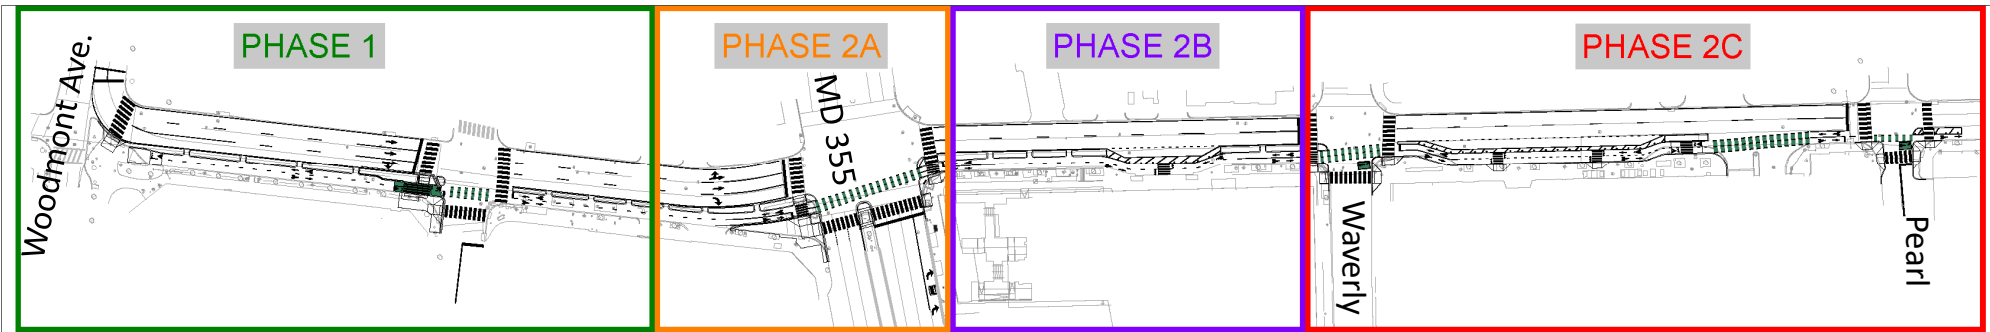 PHASE 1
PHASE 2A
PHASE 2B
PHASE 2C
Woodmont Ave.
MD 355
Waverly
Pearl